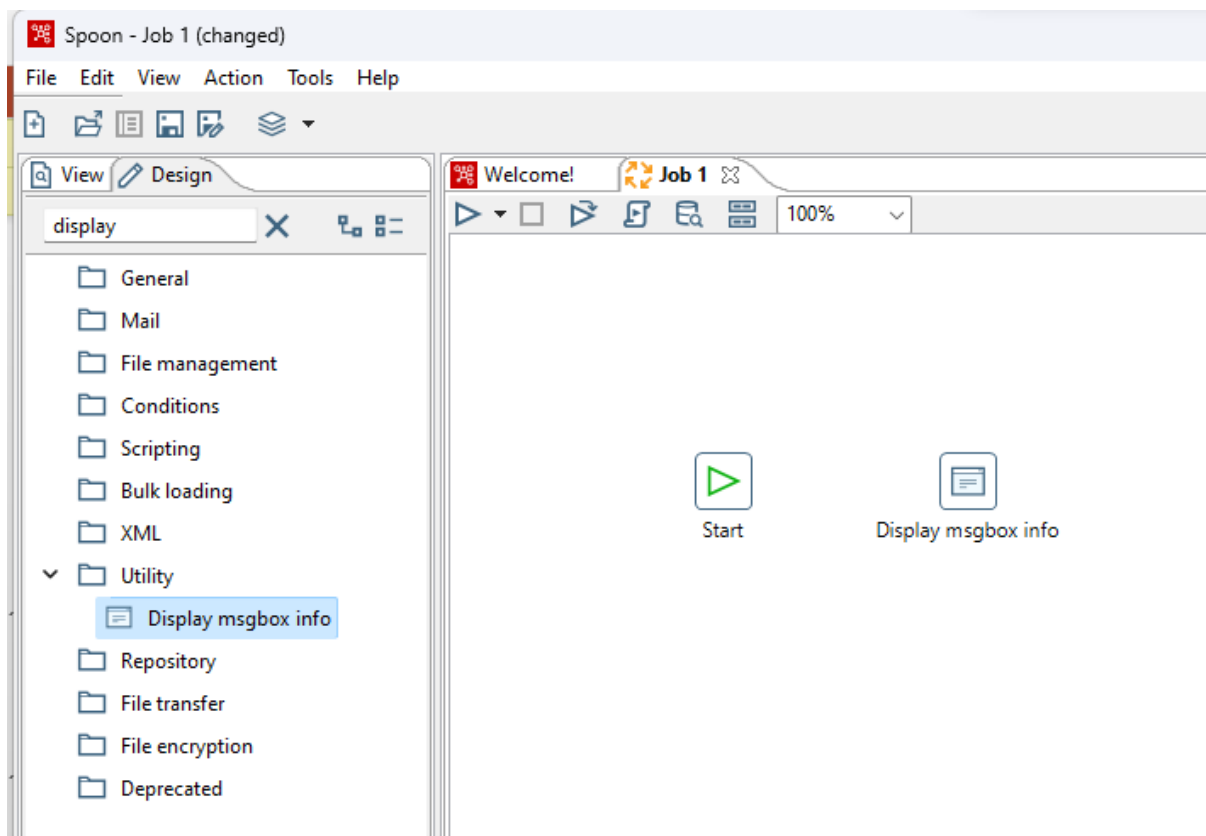 Spoon - Job 1 (changed)
File Edit View Action Tools Help
View Design
Welcome! Job 1
display
100%
General
Mail
File management
Conditions
Scripting
Bulk loading
XML
Utility
Display msgbox info
Repository
File transfer
File encryption
Deprecated
Start Display msgbox info